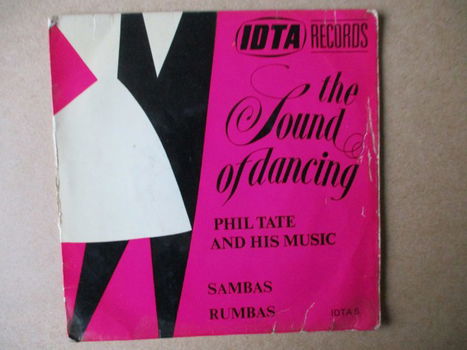 IDTA RECORDS
the
Sound
of dancing
PHIL TATE
AND HIS MUSIC
SAMBAS
RUMBAS IDTA 5